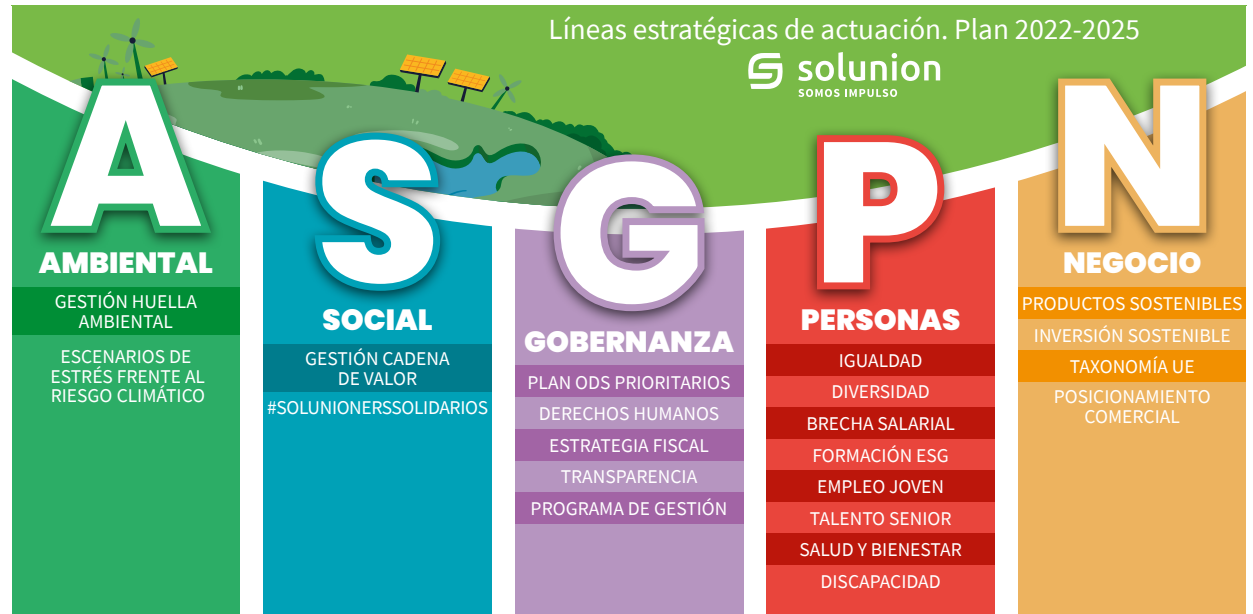 Líneas estratégicas de actuación. Plan 2022-2025
solunion
SOMOS IMPULSO
A
AMBIENTAL
GESTIÓN HUELLA
AMBIENTAL
ESCENARIOS DE
ESTRÉS FRENTE AL
RIESGO CLIMÁTICO
S
SOCIAL
GESTIÓN CADENA
DE VALOR
#SOLUNIONERSSOLIDARIOS
G
GOBERNANZA
PLAN ODS PRIORITARIOS
DERECHOS HUMANOS
ESTRATEGIA FISCAL
TRANSPARENCIA
PROGRAMA DE GESTIÓN
P
PERSONAS
IGUALDAD
DIVERSIDAD
BRECHA SALARIAL
FORMACIÓN ESG
EMPLEO JOVEN
TALENTO SENIOR
SALUD Y BIENESTAR
DISCAPACIDAD
N
NEGOCIO
PRODUCTOS SOSTENIBLES
INVERSIÓN SOSTENIBLE
TAXONOMÍA UE
POSICIONAMIENTO
COMERCIAL